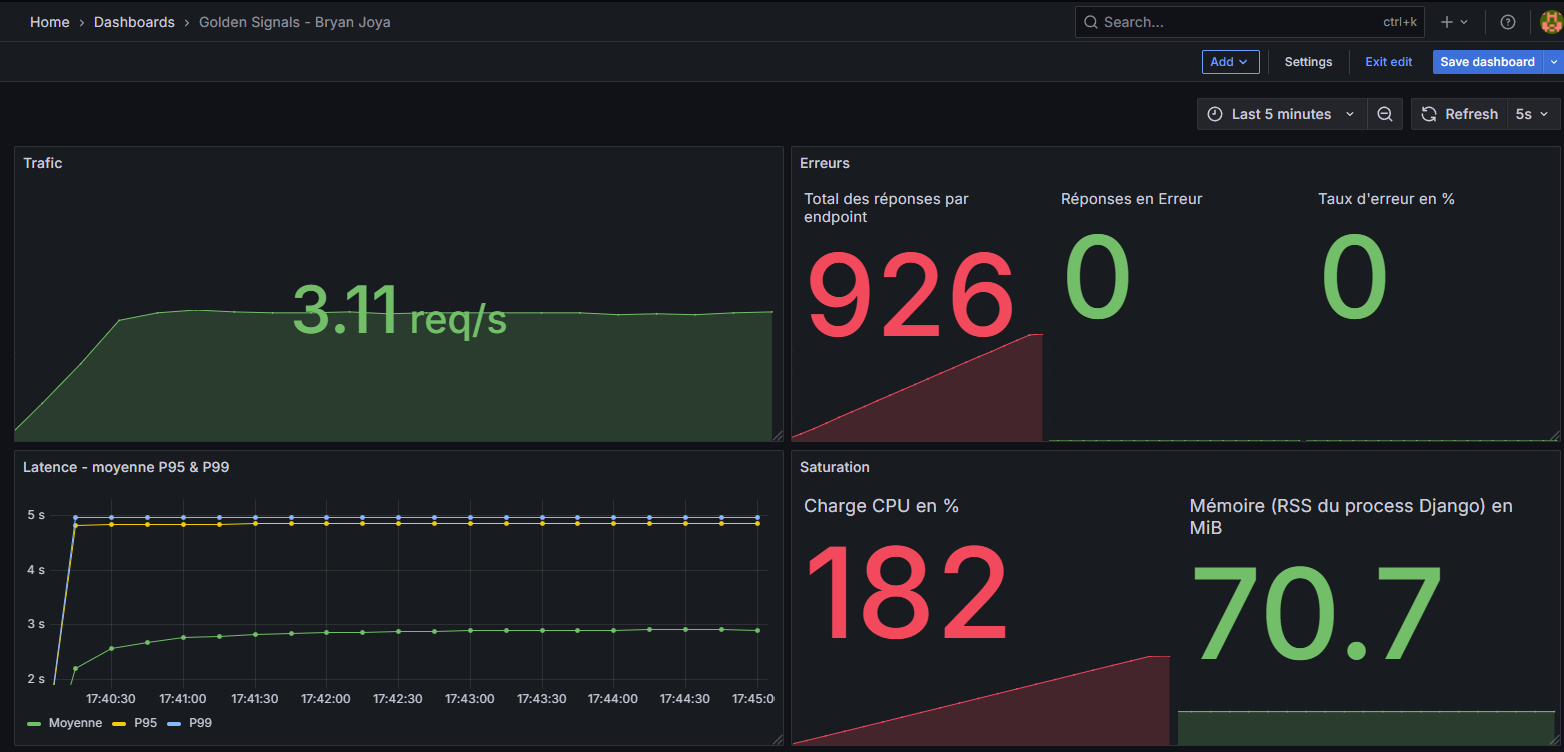 Home › Dashboards › Golden Signals - Bryan Joya
Search... ctrl+k
Add Settings Exit edit Save dashboard
Last 5 minutes Refresh 5s
Trafic
3.11 req/s
Erreurs
Total des réponses par
endpoint
926
Réponses en Erreur
0
Taux d'erreur en %
0
Latence - moyenne P95 & P99
5 s
4 s
3 s
2 s
17:40:30 17:41:00 17:41:30 17:42:00 17:42:30 17:43:00 17:43:30 17:44:00 17:44:30 17:45:0
Moyenne P95 P99
Saturation
Charge CPU en %
182
Mémoire (RSS du process Django) en
MiB
70.7